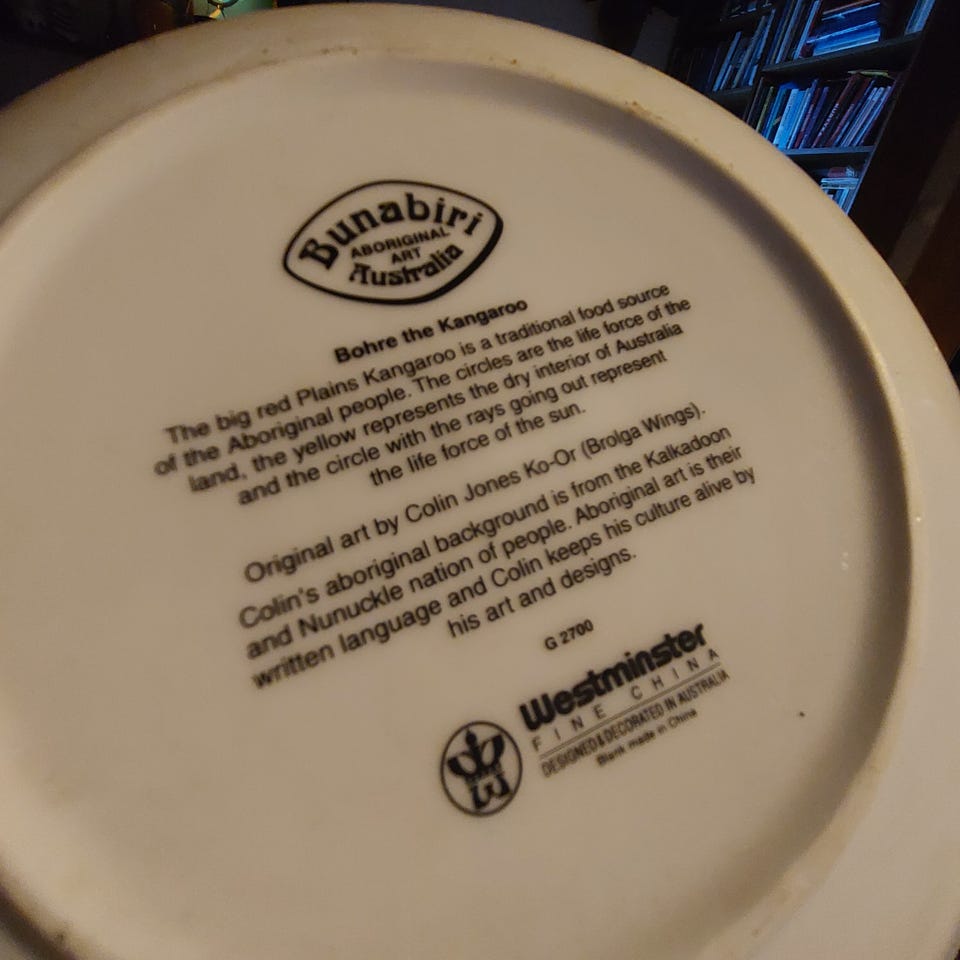 Bunabiri
ABORIGINAL
ART
Australia
Bohre the Kangaroo
The big red Plains Kangaroo is a traditional food source
of the Aboriginal people. The circles are the life force of the
land, the yellow represents the dry interior of Australia
and the circle with the rays going out represent
the life force of the sun.
Original art by Colin Jones Ko-Or (Brolga Wings).
Colin's aboriginal background is from the Kalkadoon
and Nunuckle nation of people. Aboriginal art is their
written language and Colin keeps his culture alive by
his art and designs.
G 2700
Westminster
FINE CHINA
DESIGNED & DECORATED IN AUSTRALIA
Blank made in China